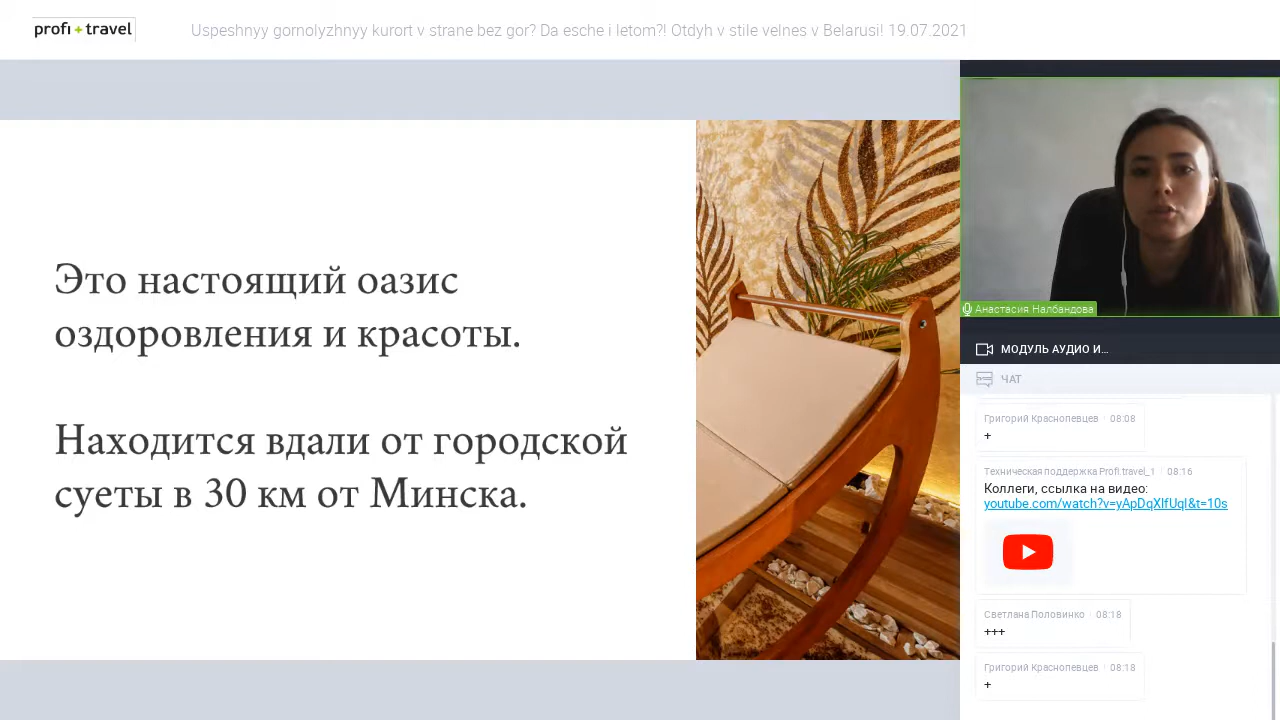 profi + travel
Uspeshnyy gornolyzhnyy kurort v strane bez gor? Da esche i letom?! Otdyh v stile velnes v Belarusi! 19.07.2021
Это настоящий оазис
оздоровления и красоты.
Находится вдали от городской
суеты в 30 км от Минска.
Анастасия Налбандова
МОДУЛЬ АУДИО И...
ЧАТ
Григорий Краснопевцев 08:08
+
Техническая поддержка Profi.travel_1 08:16
Коллеги, ссылка на видео:
youtube.com/watch?v=yApDqXlfUqI&t=10s
Светлана Половинко 08:18
+++
Григорий Краснопевцев 08:18
+